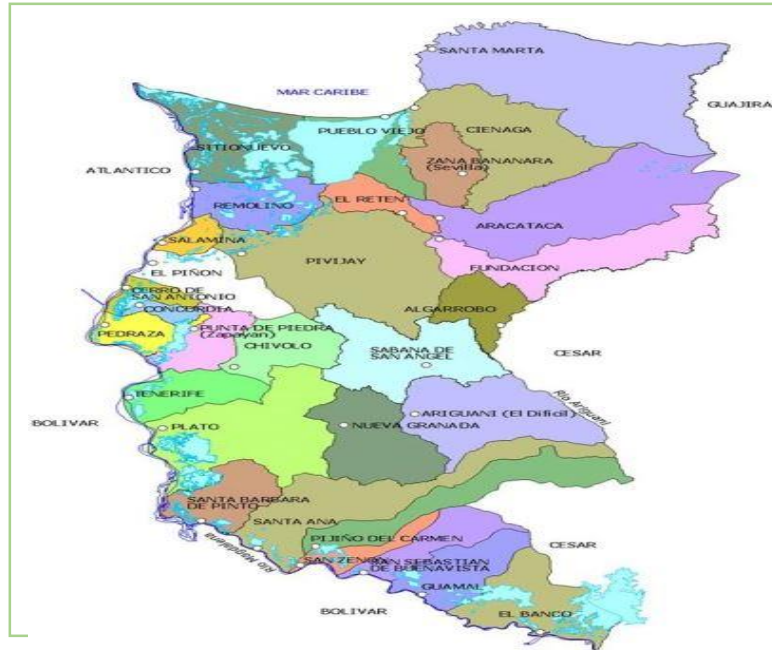 SANTA MARTA
MAR CARIBE
GUAJIRA
PUEBLO VIEJO
CIENAGA
SITIONUEVO
ZANA BANANARA
(Sevilla)
ATLANTICO
EL RETEN
REMOLINO
ARACATACA
SALAMINA
PIVIJAY
FUNDACION
EL PIÑON
CERRO DE
SAN ANTONIO
CONCORDIA
ALGARROBO
PEDRAZA
PUNTA DE PIEDRA
(Zapayan)
CHIVOLO
SABANA DE
SAN ANGEL
CESAR
TENERIFE
Rio Ariguani
ARIGUANI (El Dificil)
BOLIVAR
PLATO
NUEVA GRANADA
SANTA BARBARA
DE PINTO
SANTA ANA
Rio Magdalena
PIJIÑO DEL CARMEN
CESAR
SAN ZENON
SAN SEBASTIAN
DE BUENAVISTA
GUAMAL
BOLIVAR
EL BANCO